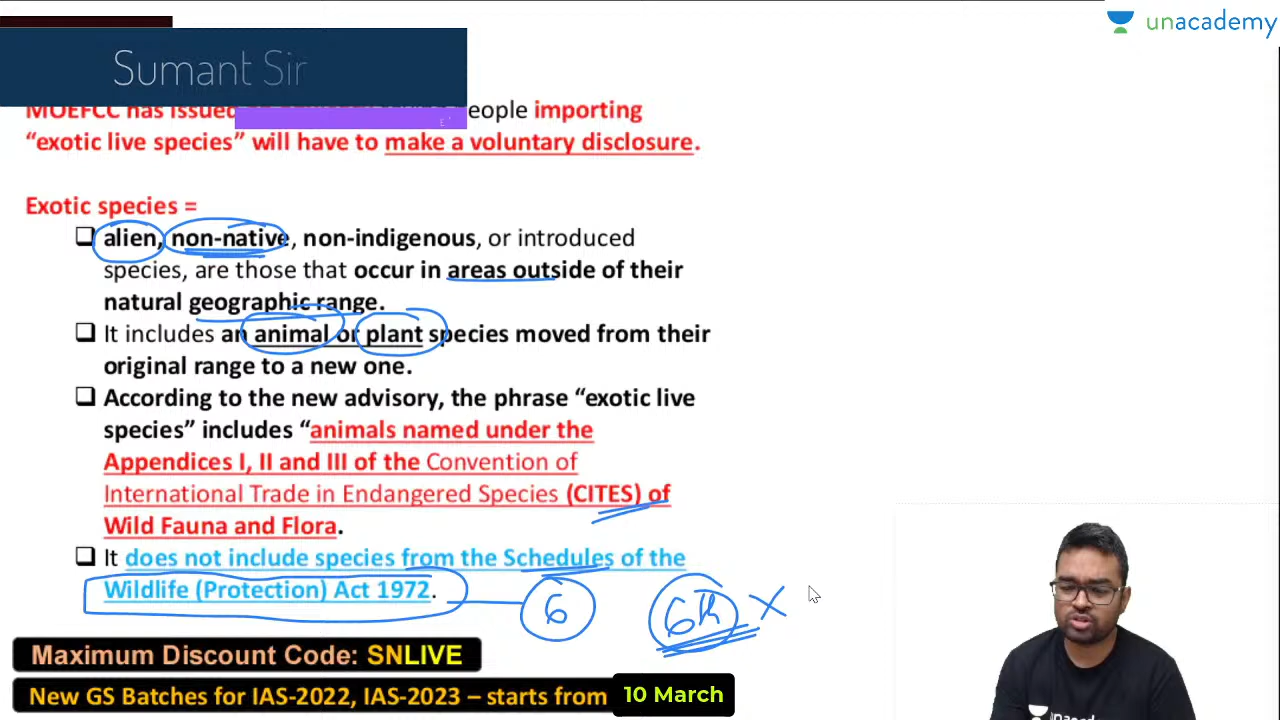 unacademy
Sumant Sir
MOEFCC has issued eople importing
“exotic live species” will have to make a voluntary disclosure.
Exotic species =
❑ alien, non-native, non-indigenous, or introduced
species, are those that occur in areas outside of their
natural geographic range.
❑ It includes an animal or plant species moved from their
original range to a new one.
❑ According to the new advisory, the phrase “exotic live
species” includes “animals named under the
Appendices I, II and III of the Convention of
International Trade in Endangered Species (CITES) of
Wild Fauna and Flora.
❑ It does not include species from the Schedules of the
Wildlife (Protection) Act 1972.
6 6th X
Maximum Discount Code: SNLIVE
New GS Batches for IAS-2022, IAS-2023 – starts from 10 March